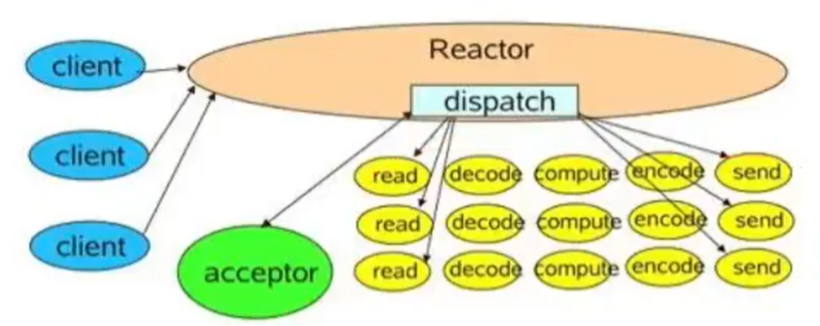 Reactor
client
dispatch
client
client
acceptor
read decode compute encode send
read decode compute encode send
read decode compute encode send